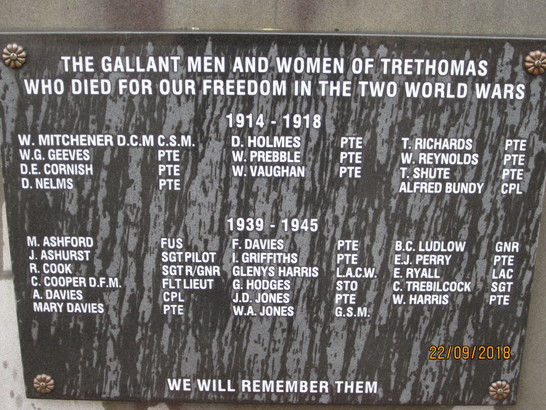 THE GALLANT MEN AND WOMEN OF TRETHOMAS
WHO DIED FOR OUR FREEDOM IN THE TWO WORLD WARS
1914 - 1918
W. MITCHENER D.C.M C.S.M. D. HOLMES PTE T. RICHARDS PTE
W.G. GEEVES PTE W. PREBBLE PTE W. REYNOLDS PTE
D.E. CORNISH PTE W. VAUGHAN PTE T. SHUTE PTE
D. NELMS PTE ALFRED BUNDY CPL
1939 - 1945
M. ASHFORD FUS F. DAVIES PTE B.C. LUDLOW GNR
J. ASHURST SGT PILOT I. GRIFFITHS PTE E.J. PERRY PTE
R. COOK SGT R/GNR GLENYS HARRIS L.A.C.W. E. RYALL LAC
C. COOPER D.F.M. FLT LIEUT G. HODGES STO C. TREBILCOCK SGT
A. DAVIES CPL J.D. JONES PTE W. HARRIS PTE
MARY DAVIES PTE W.A. JONES G.S.M.
22/09/2018
WE WILL REMEMBER THEM